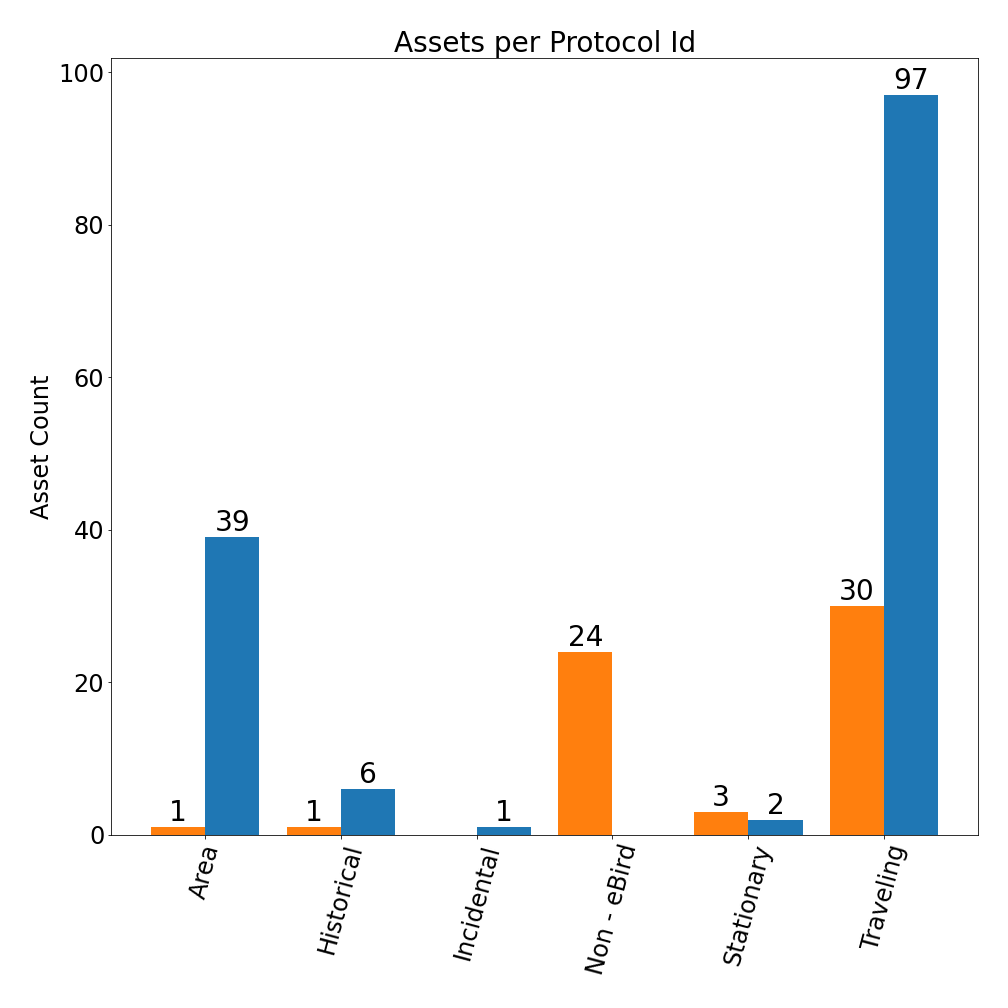 Assets per Protocol Id
Asset Count
100
80
60
40
20
0
1
39
1
6
1
24
3
2
30
97
Area
Historical
Incidental
Non - eBird
Stationary
Traveling